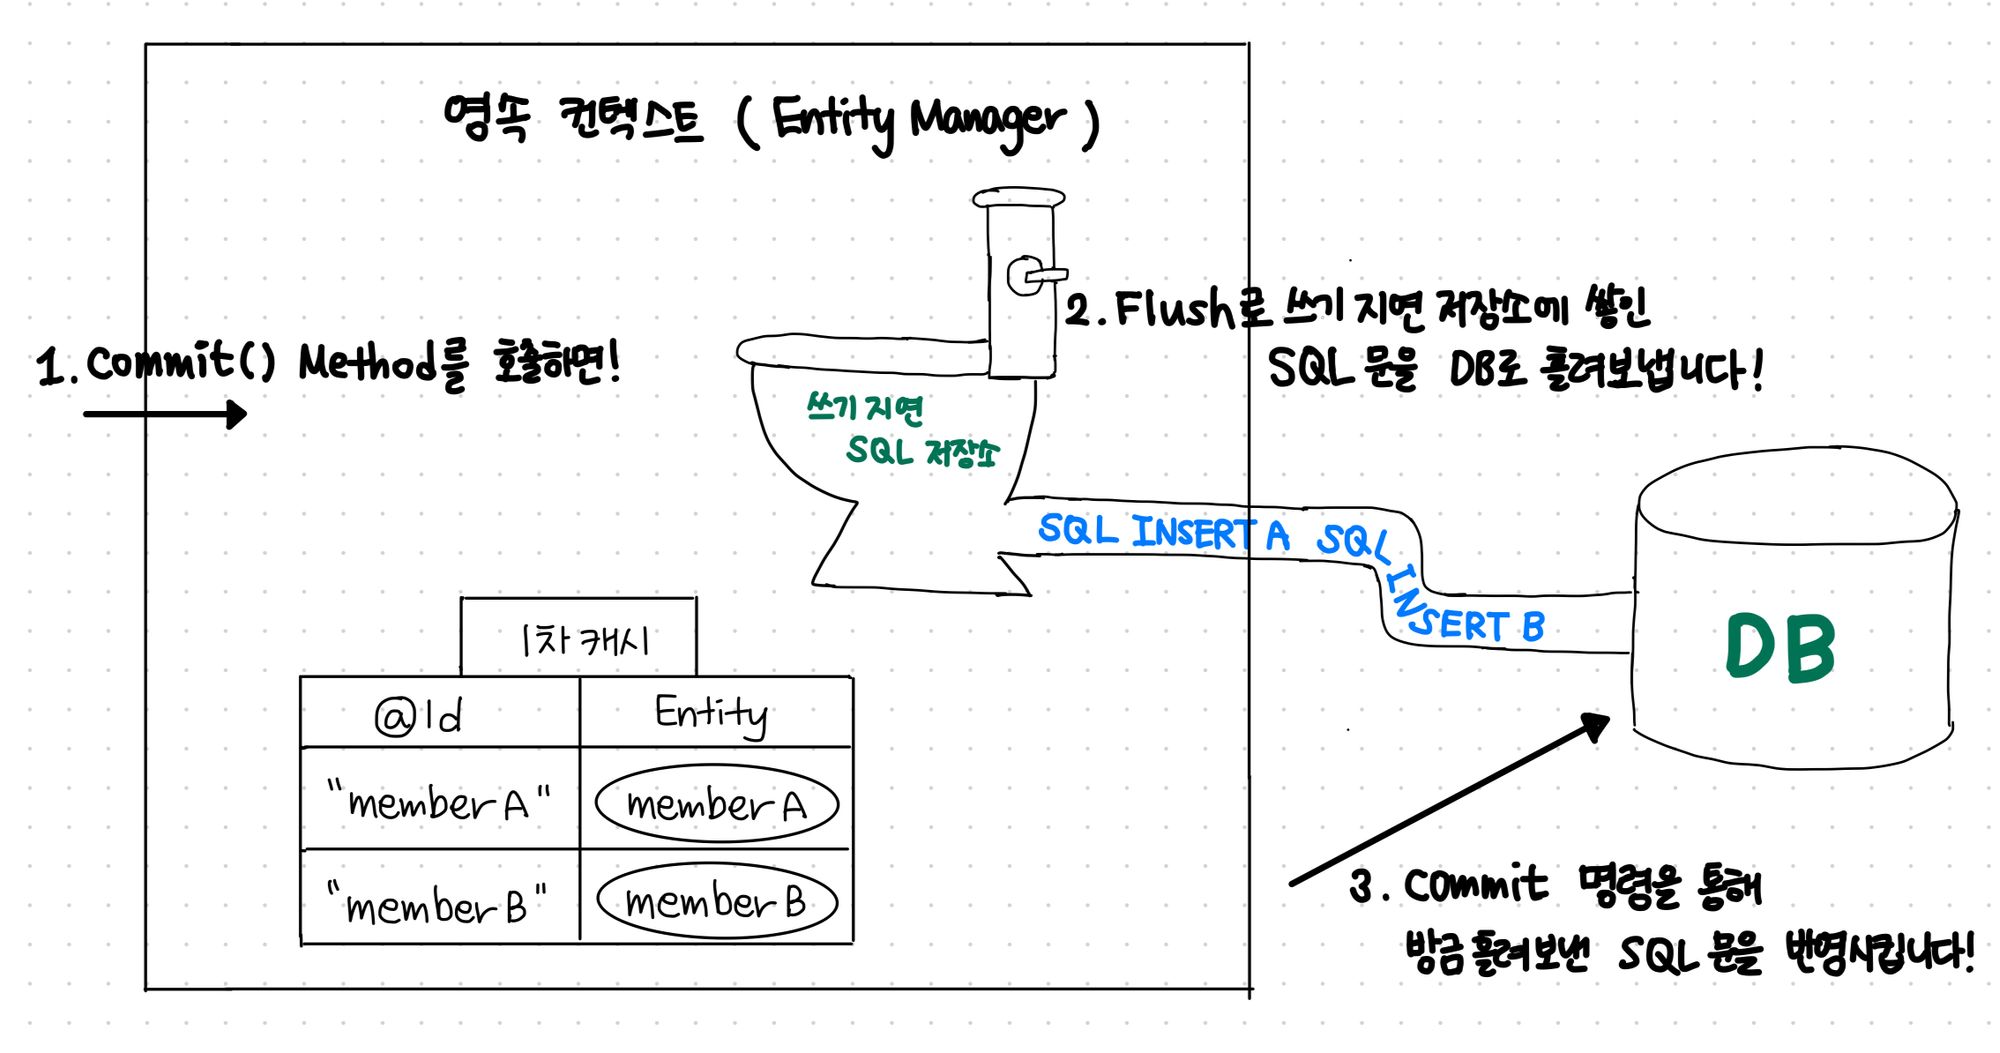 영속 컨텍스트 (Entity Manager)
1. Commit() Method를 호출하면!
2. Flush로 쓰기 지연 저장소에 쌓인
SQL 문을 DB로 흘려보냅니다!
쓰기 지연
SQL 저장소
SQL INSERT A SQL INSERT B
DB
1차 캐시
@Id Entity
"member A" member A
"member B" member B
3. Commit 명령을 통해
방금 흘려보낸 SQL 문을 반영시킵니다!